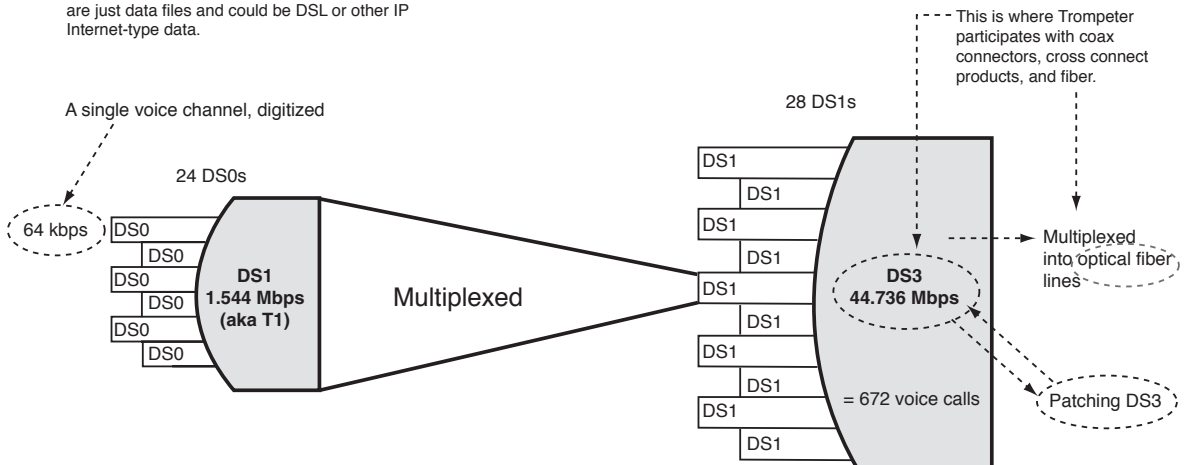 are just data files and could be DSL or other IP
Internet-type data.
This is where Trompeter
participates with coax
connectors, cross connect
products, and fiber.
A single voice channel, digitized
28 DS1s
24 DS0s
64 kbps
DS0
DS0
DS0
DS0
DS0
DS0
DS1
1.544 Mbps
(aka T1)
Multiplexed
DS1
DS1
DS1
DS1
DS1
DS1
DS1
DS1
DS1
DS1
DS3
44.736 Mbps
= 672 voice calls
Multiplexed
into optical fiber
lines
Patching DS3